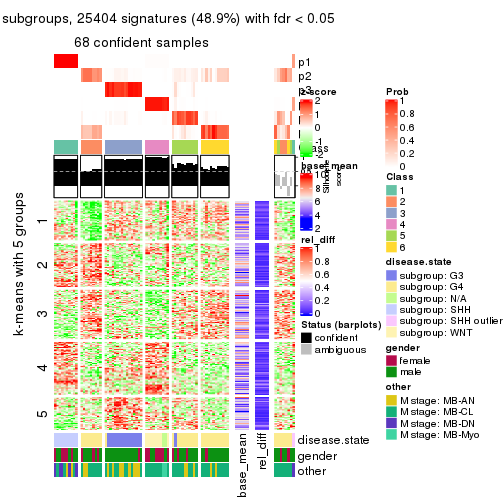 subgroups, 25404 signatures (48.9%) with fdr < 0.05
68 confident samples
p1
p2
z-score
2
1
0
-1
-2
base_mean
10
8
6
4
2
rel_diff
1
0.8
0.6
0.4
0.2
0
Status (barplots)
confident
ambiguous
Silhouette
score
Prob
1
0.8
0.6
0.4
0.2
0
Class
1
2
3
4
5
6
disease.state
subgroup: G3
subgroup: G4
subgroup: N/A
subgroup: SHH
subgroup: SHH outlier
subgroup: WNT
gender
female
male
other
M stage: MB-AN
M stage: MB-CL
M stage: MB-DN
M stage: MB-Myo
k-means with 5 groups
1
2
3
4
5
disease.state
gender
other
base_mean
rel_diff